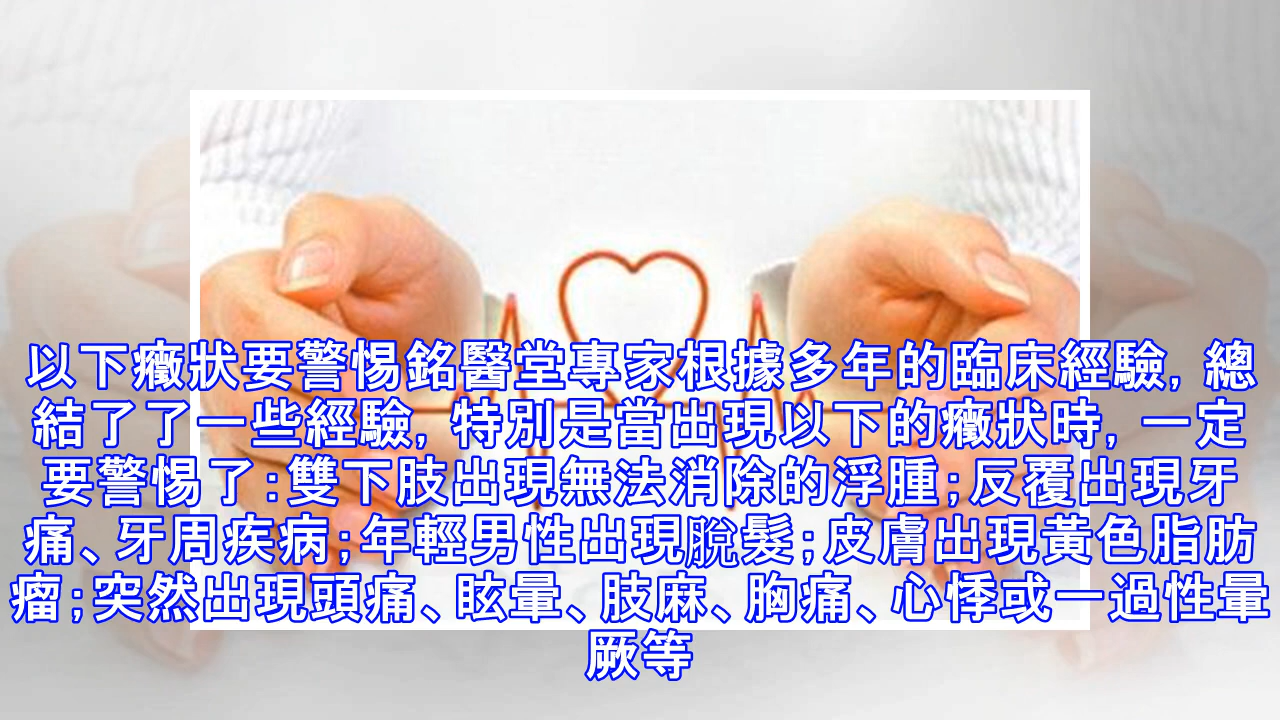 以下癥狀要警惕銘醫堂專家根據多年的臨床經驗，總
結了了一些經驗，特別是當出現以下的癥狀時，一定
要警惕了：雙下肢出現無法消除的浮腫；反覆出現牙
痛、牙周疾病；年輕男性出現脫髮；皮膚出現黃色脂肪
瘤；突然出現頭痛、眩暈、肢麻、胸痛、心悸或一過性暈
厥等